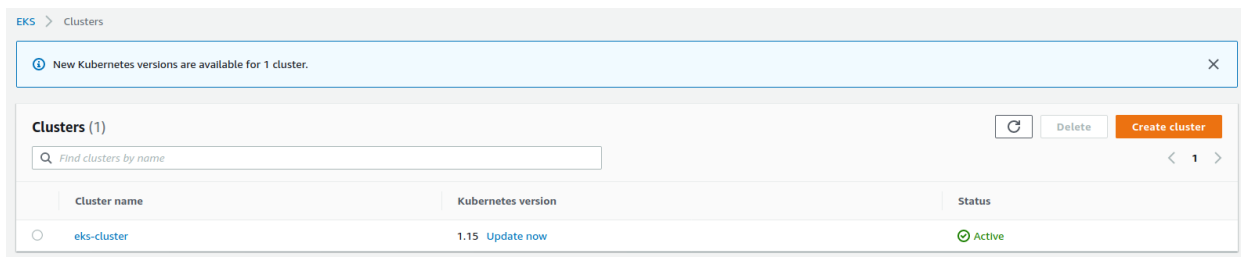 EKS > Clusters
New Kubernetes versions are available for 1 cluster.
Clusters (1)
Delete
Create cluster
Find clusters by name
< 1 >
Cluster name Kubernetes version Status
eks-cluster 1.15 Update now Active